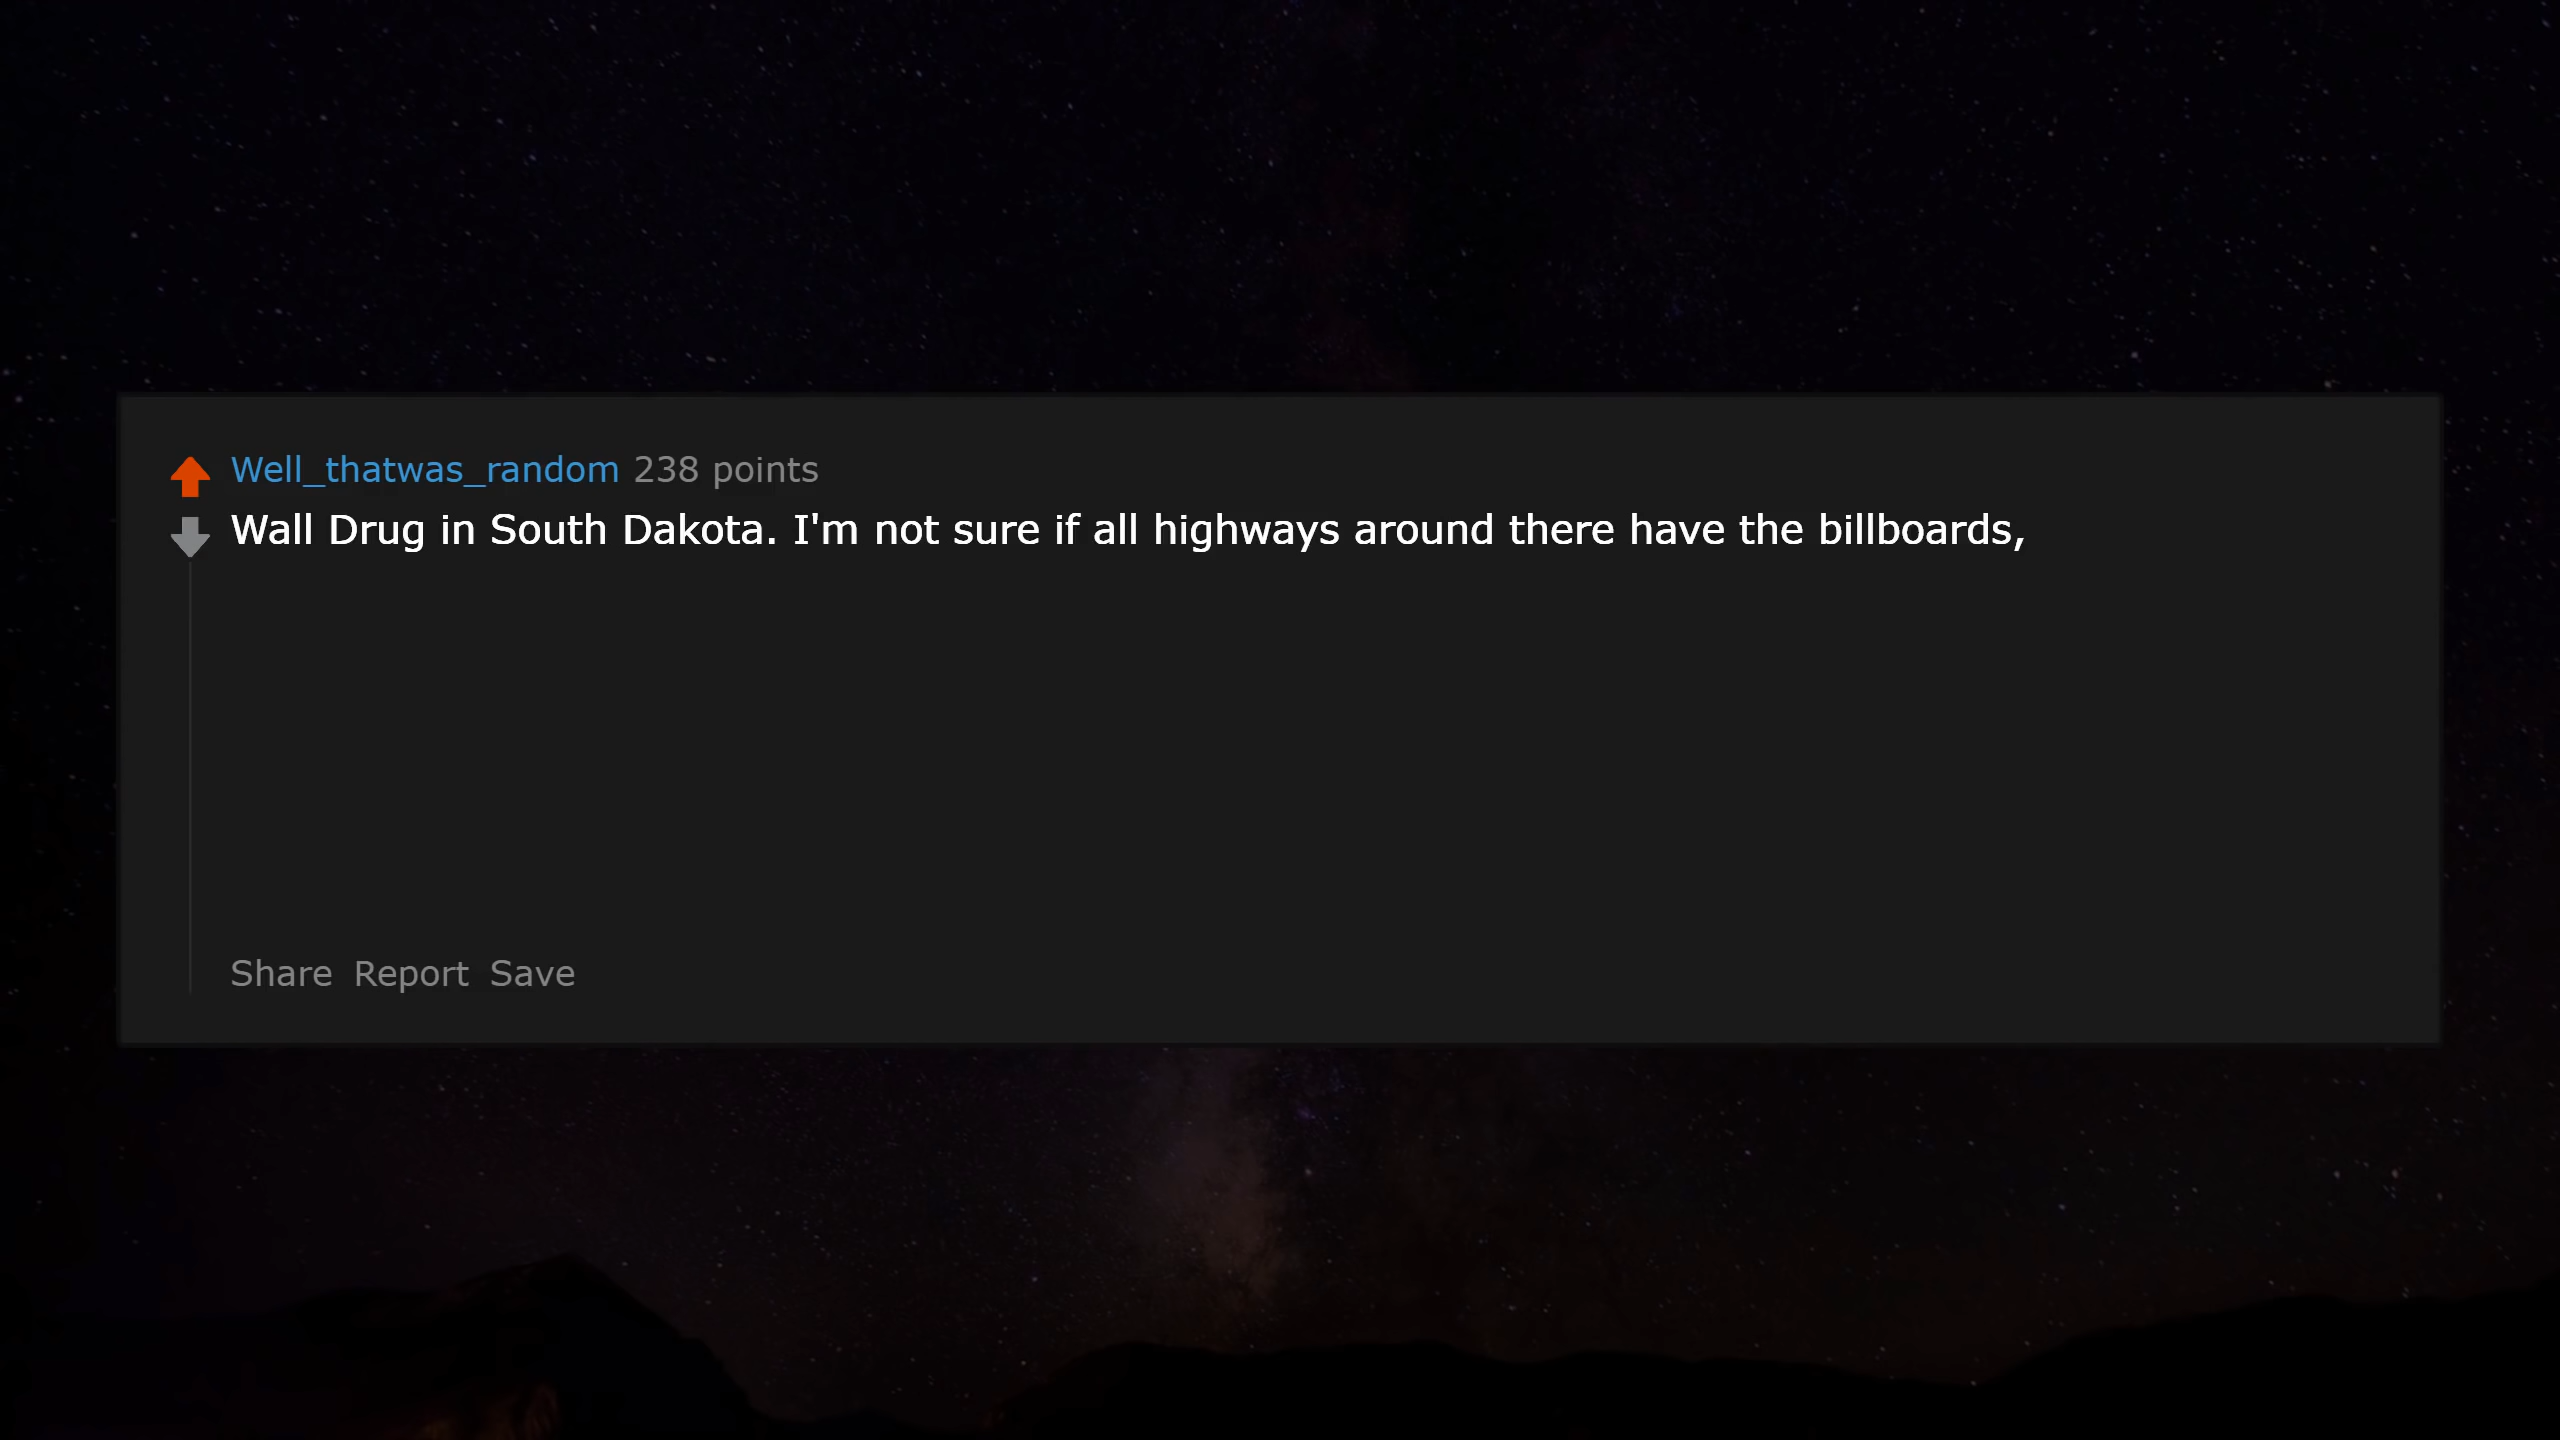 Well_thatwas_random 238 points
Wall Drug in South Dakota. I'm not sure if all highways around there have the billboards,
Share Report Save